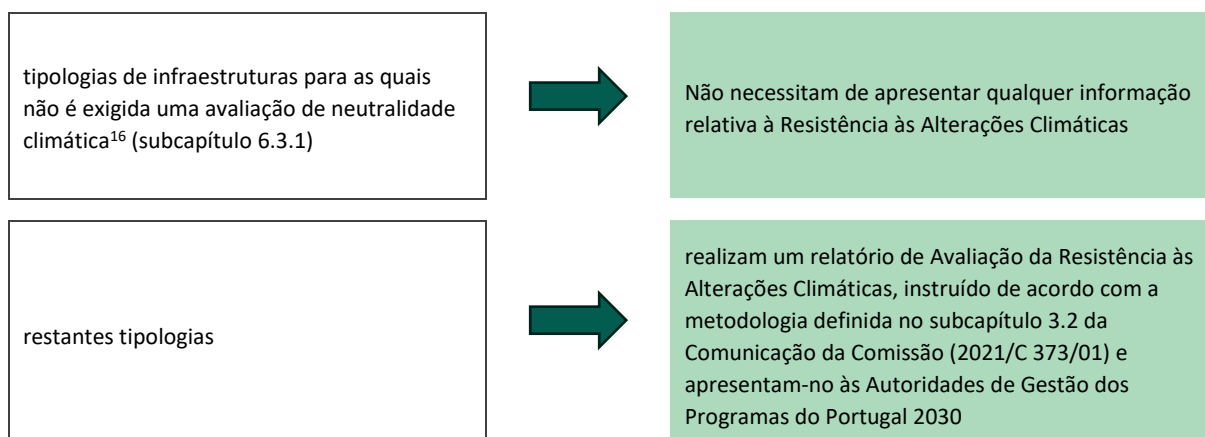 tipologias de infraestruturas para as quais
não é exigida uma avaliação de neutralidade
climática¹⁶ (subcapítulo 6.3.1)
Não necessitam de apresentar qualquer informação
relativa à Resistência às Alterações Climáticas
restantes tipologias
realizam um relatório de Avaliação da Resistência às
Alterações Climáticas, instruído de acordo com a
metodologia definida no subcapítulo 3.2 da
Comunicação da Comissão (2021/C 373/01) e
apresentam-no às Autoridades de Gestão dos
Programas do Portugal 2030